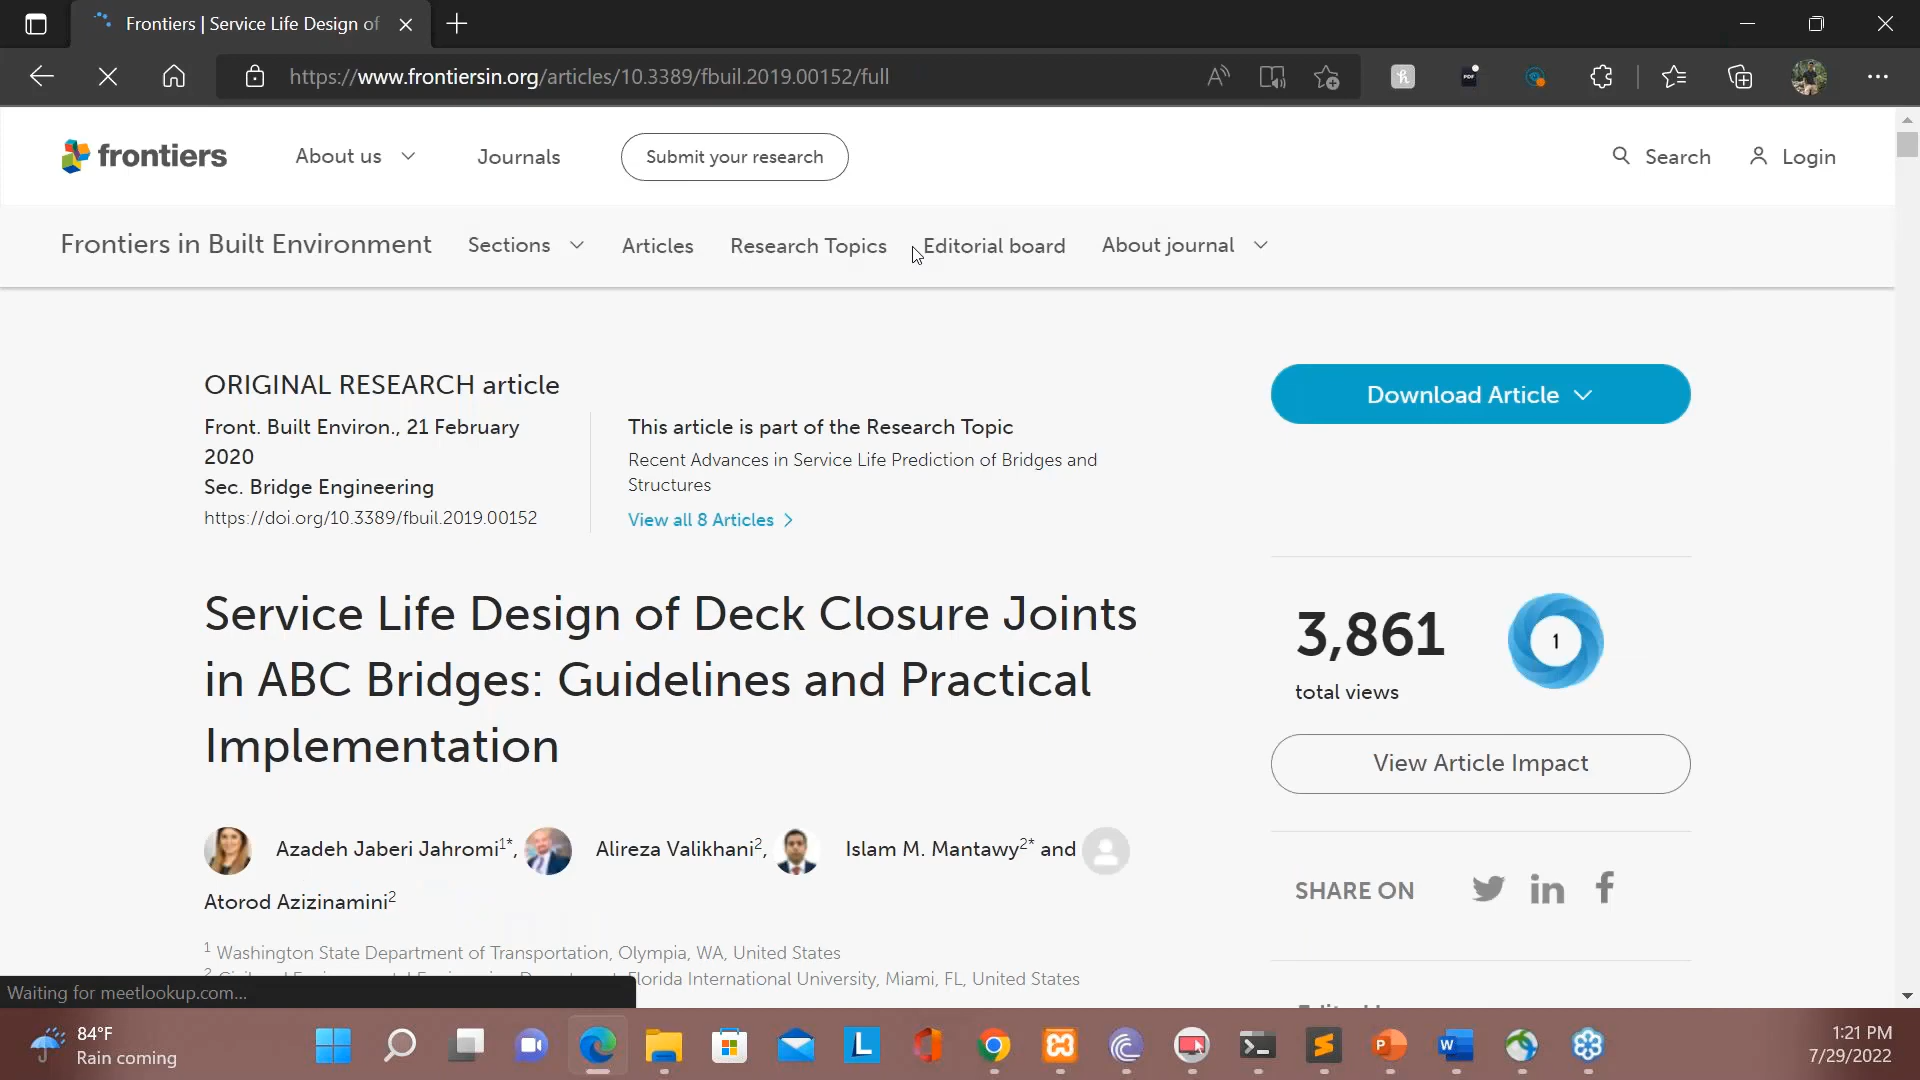 Frontiers | Service Life Design of
https://www.frontiersin.org/articles/10.3389/fbuil.2019.00152/full
frontiers
About us
Journals
Submit your research
Search
Login
Frontiers in Built Environment
Sections
Articles
Research Topics
Editorial board
About journal
ORIGINAL RESEARCH article
Front. Built Environ., 21 February
2020
Sec. Bridge Engineering
https://doi.org/10.3389/fbuil.2019.00152
This article is part of the Research Topic
Recent Advances in Service Life Prediction of Bridges and
Structures
View all 8 Articles
Download Article
Service Life Design of Deck Closure Joints
in ABC Bridges: Guidelines and Practical
Implementation
3,861
total views
1
View Article Impact
Azadeh Jaberi Jahromi1*, Alireza Valikhani2, Islam M. Mantawy2* and
Atorod Azizinamini2
SHARE ON
1 Washington State Department of Transportation, Olympia, WA, United States
Florida International University, Miami, FL, United States
Waiting for meetlookup.com...
84°F
Rain coming
1:21 PM
7/29/2022